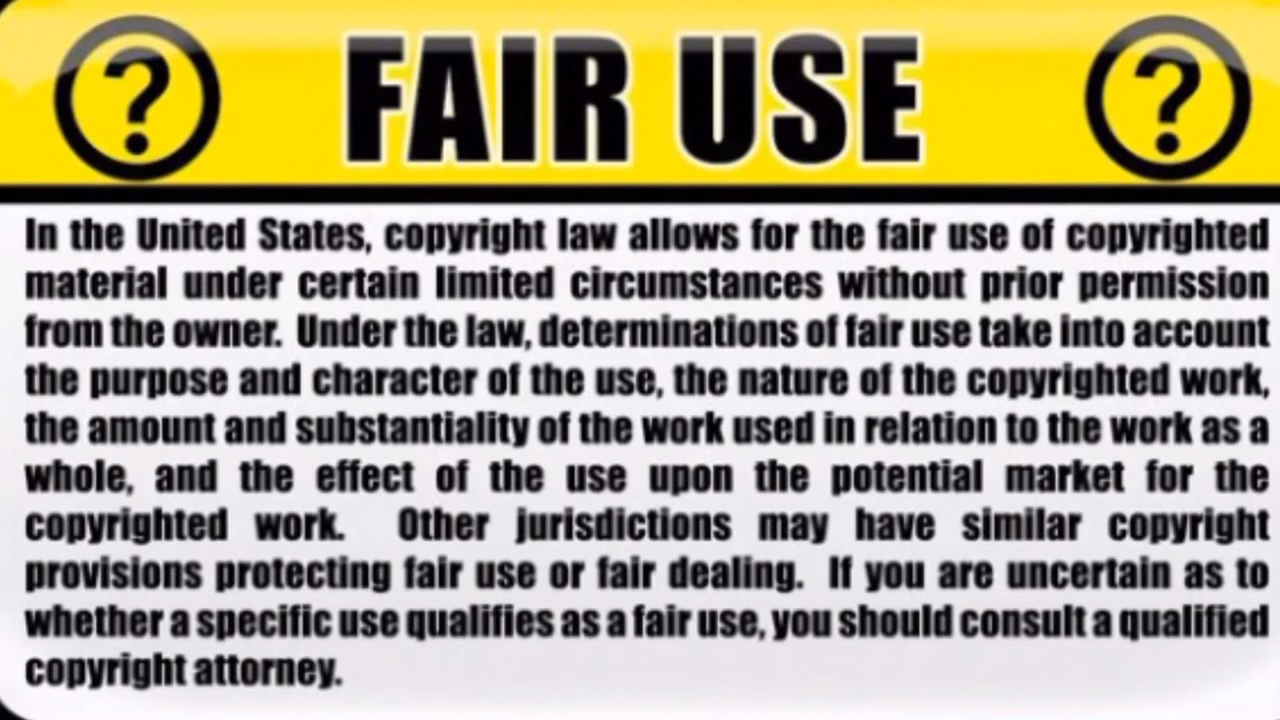 ? FAIR USE ?
In the United States, copyright law allows for the fair use of copyrighted
material under certain limited circumstances without prior permission
from the owner. Under the law, determinations of fair use take into account
the purpose and character of the use, the nature of the copyrighted work,
the amount and substantiality of the work used in relation to the work as a
whole, and the effect of the use upon the potential market for the
copyrighted work. Other jurisdictions may have similar copyright
provisions protecting fair use or fair dealing. If you are uncertain as to
whether a specific use qualifies as a fair use, you should consult a qualified
copyright attorney.